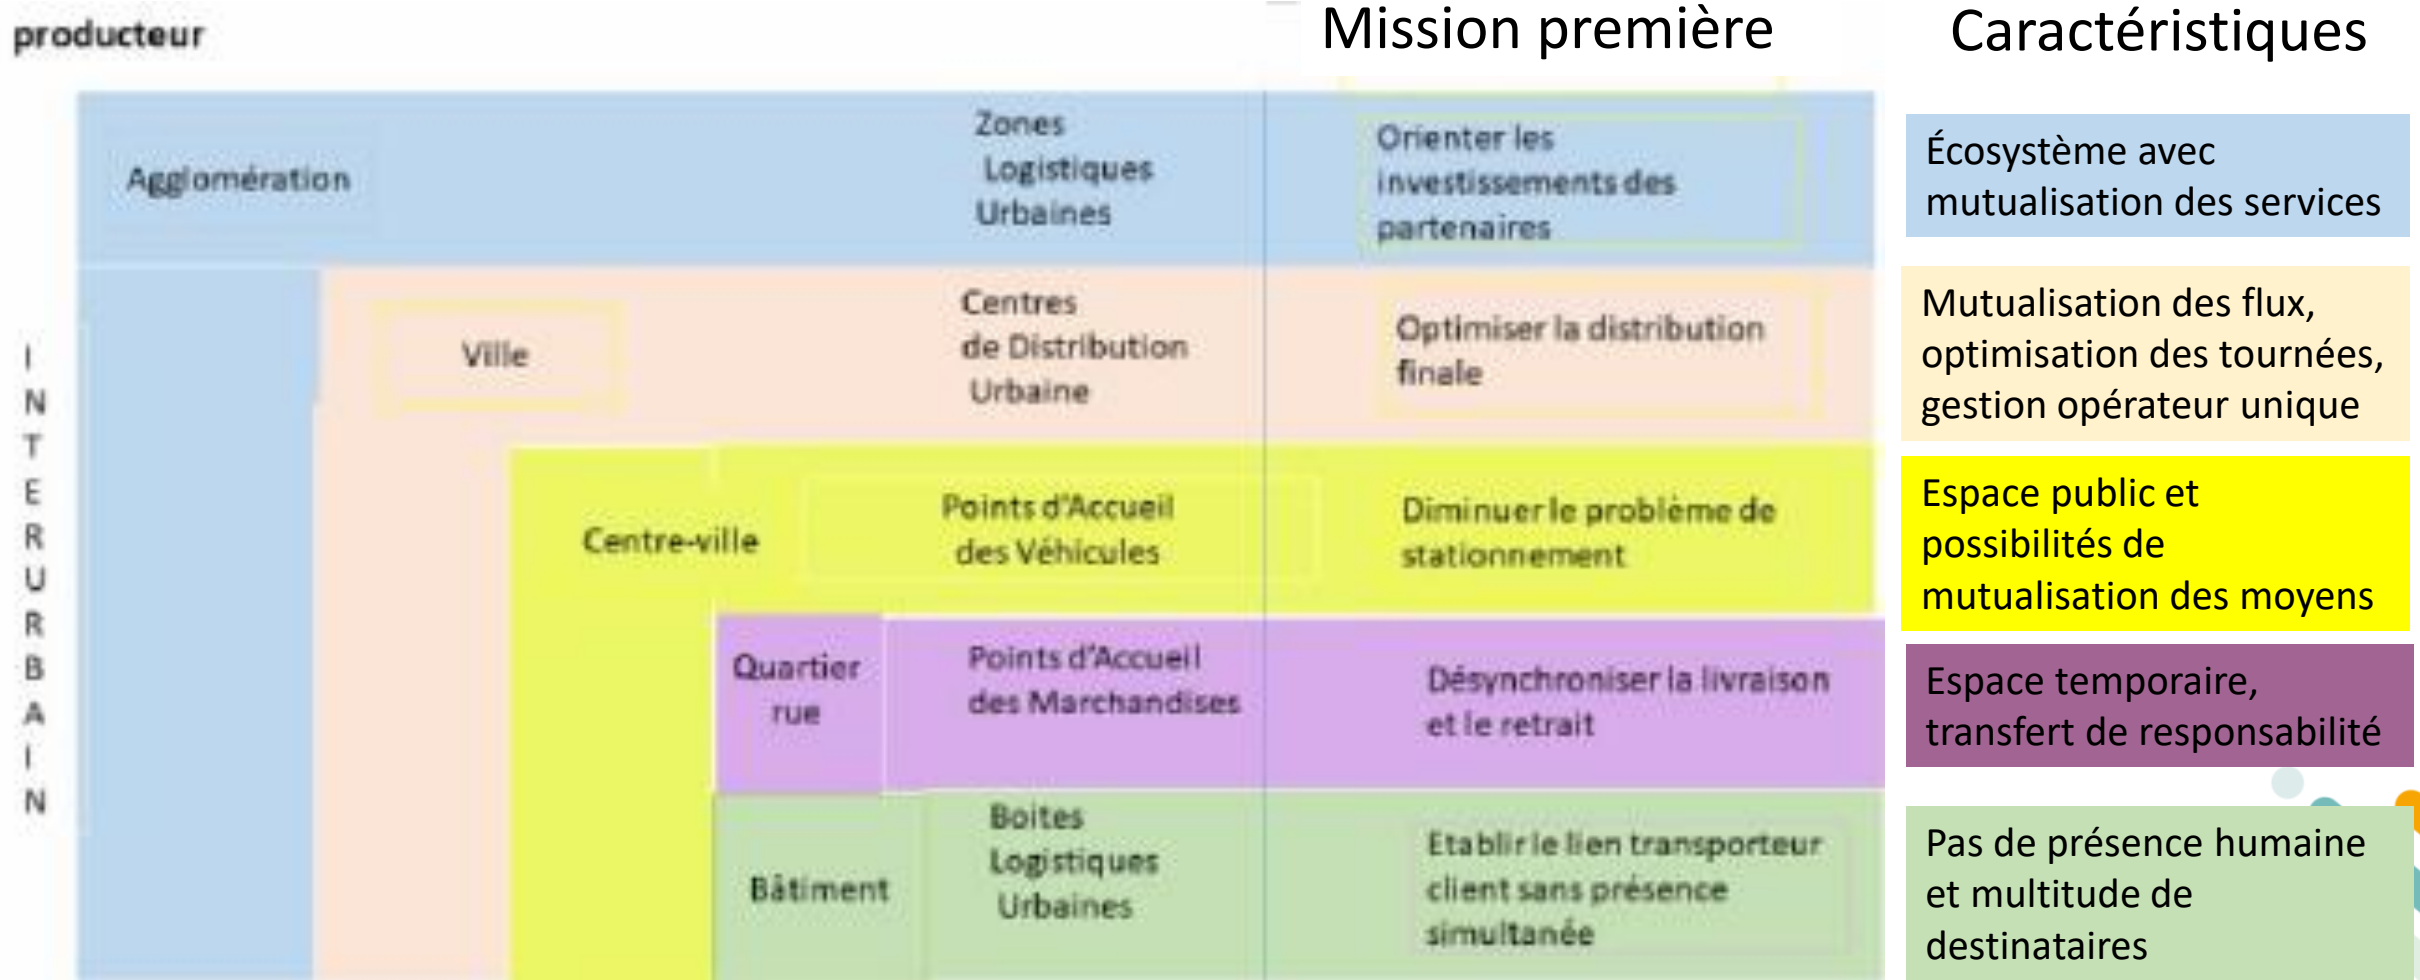 producteur
Mission première
Caractéristiques
INTERURBAIN
Agglomération
Zones
Logistiques
Urbaines
Orienter les
investissements des
partenaires
Écosystème avec
mutualisation des services
Ville
Centres
de Distribution
Urbaine
Optimiser la distribution
finale
Mutualisation des flux,
optimisation des tournées,
gestion opérateur unique
Centre-ville
Points d'Accueil
des Véhicules
Diminuer le problème de
stationnement
Espace public et
possibilités de
mutualisation des moyens
Quartier
rue
Points d'Accueil
des Marchandises
Désynchroniser la livraison
et le retrait
Espace temporaire,
transfert de responsabilité
Bâtiment
Boites
Logistiques
Urbaines
Etablir le lien transporteur
client sans présence
simultanée
Pas de présence humaine
et multitude de
destinataires